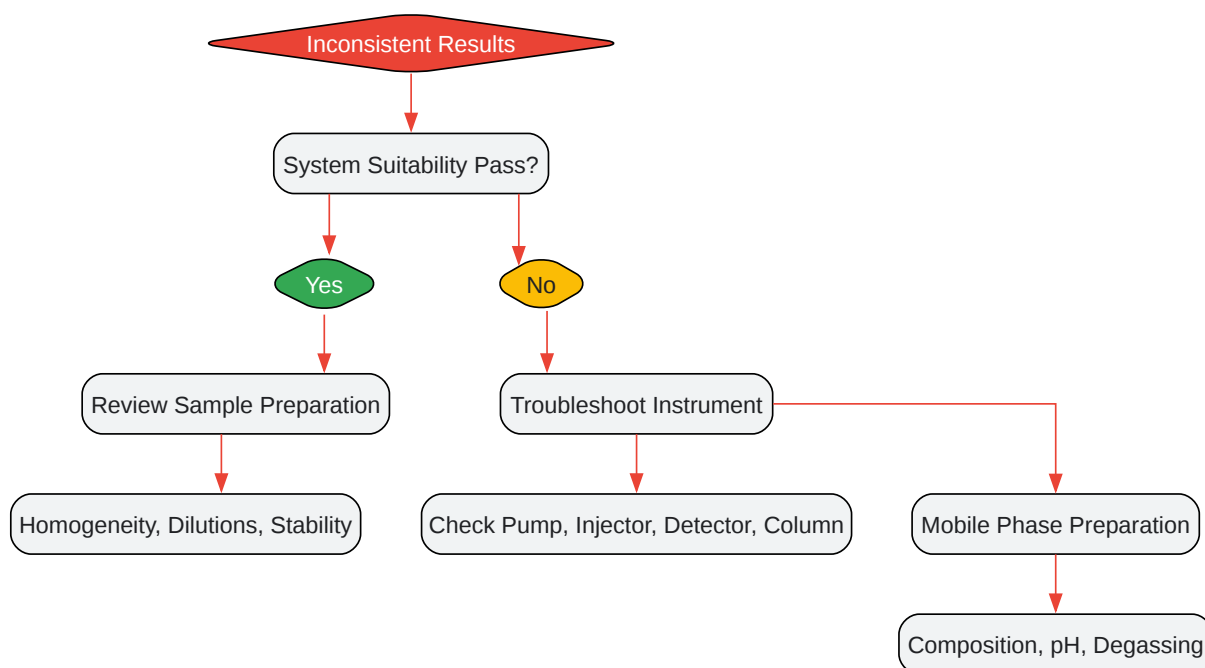 Inconsistent Results
System Suitability Pass?
Yes
No
Review Sample Preparation
Troubleshoot Instrument
Homogeneity, Dilutions, Stability
Check Pump, Injector, Detector, Column
Mobile Phase Preparation
Composition, pH, Degassing